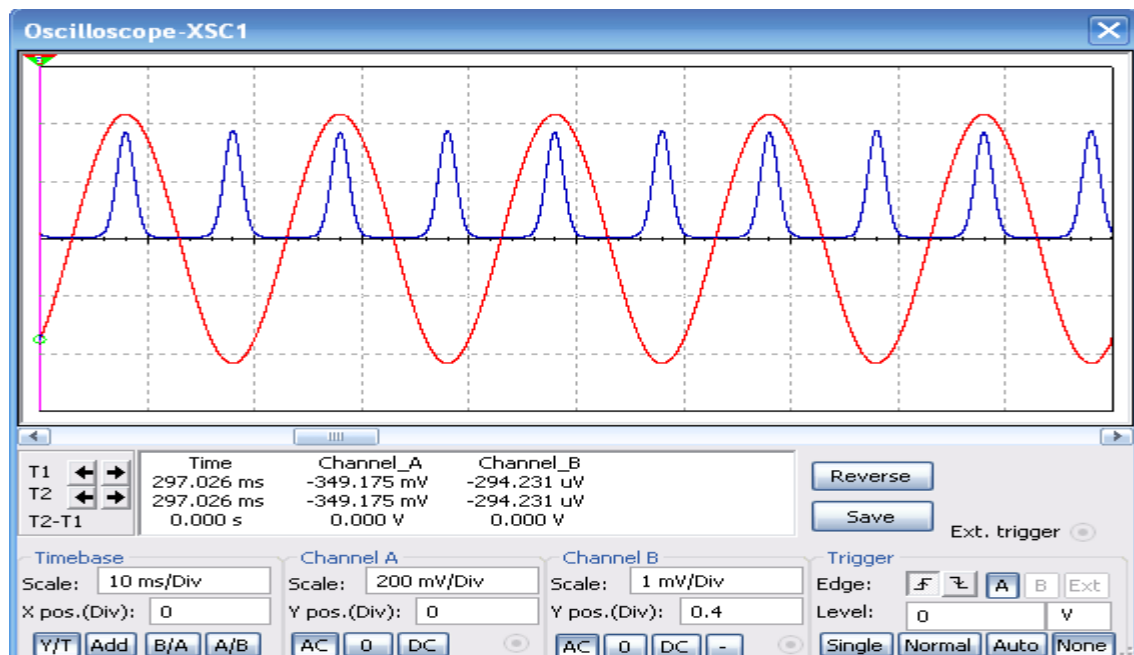 Oscilloscope-XSC1
T1
T2
T2-T1
Time Channel_A Channel_B
297.026 ms -349.175 mV -294.231 uV
297.026 ms -349.175 mV -294.231 uV
0.000 s 0.000 V 0.000 V
Reverse
Save
Ext. trigger
Timebase
Scale: 10 ms/Div
X pos.(Div): 0
Y/T Add B/A A/B
Channel A
Scale: 200 mV/Div
Y pos.(Div): 0
AC 0 DC
Channel B
Scale: 1 mV/Div
Y pos.(Div): 0.4
AC 0 DC -
Trigger
Edge: A B Ext
Level: 0 V
Single Normal Auto None